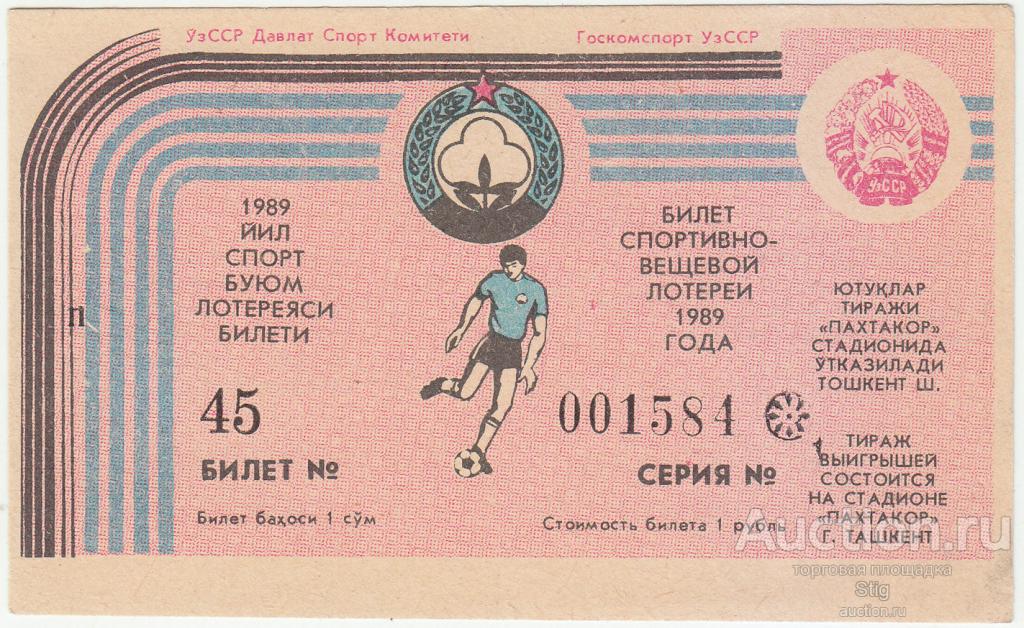 ЎзССР Давлат Спорт Комитети
Госкомспорт УзССР
УзССР
1989
ЙИЛ
СПОРТ
БУЮМ
ЛОТЕРЕЯСИ
БИЛЕТИ
БИЛЕТ
СПОРТИВНО-
ВЕЩЕВОЙ
ЛОТЕРЕИ
1989
ГОДА
ЮТУҚЛАР
ТИРАЖИ
«ПАХТАКОР»
СТАДИОНИДА
ЎТКАЗИЛАДИ
ТОШКЕНТ Ш.
п
45
БИЛЕТ №
001584
СЕРИЯ №
ТИРАЖ
ВЫИГРЫШЕЙ
СОСТОИТСЯ
НА СТАДИОНЕ
«ПАХТАКОР»
Г. ТАШКЕНТ
Билет баҳоси 1 сўм
Стоимость билета 1 рубль
Auction.ru
торговая площадка
Stig
auction.ru